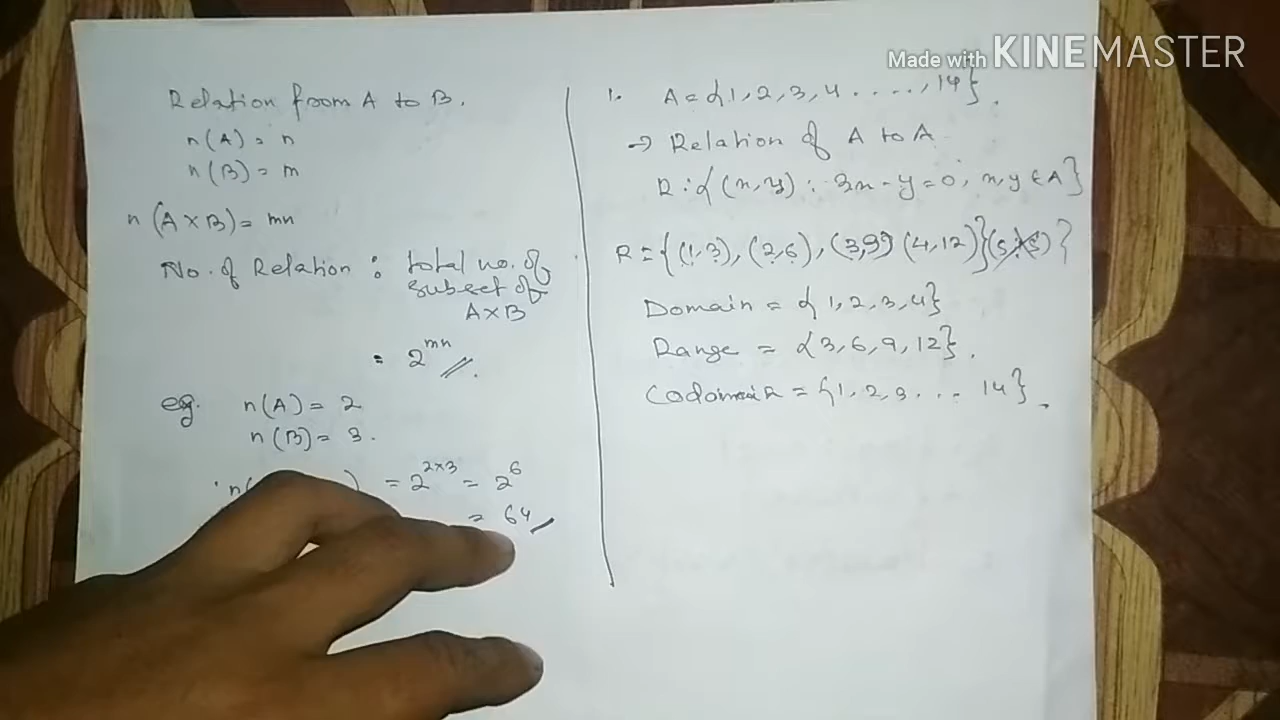 Made with KINEMASTER
Relation from A to B.
n(A) = n
n(B) = m
n(A×B) = mn
No. of Relation : total no. of
subset of
A×B
= 2^mn
eg. n(A) = 2
n(B) = 3.
n( ) = 2^2×3 = 2^6
= 64
1. A = {1, 2, 3, 4 ....., 14}.
→ Relation of A to A
R : {(x, y) : 3x - y = 0; x, y ∈ A}
R = {(1, 3), (2, 6), (3, 9) (4, 12)}
Domain = {1, 2, 3, 4}
Range = {3, 6, 9, 12}.
Codomain = {1, 2, 3 ... 14}.